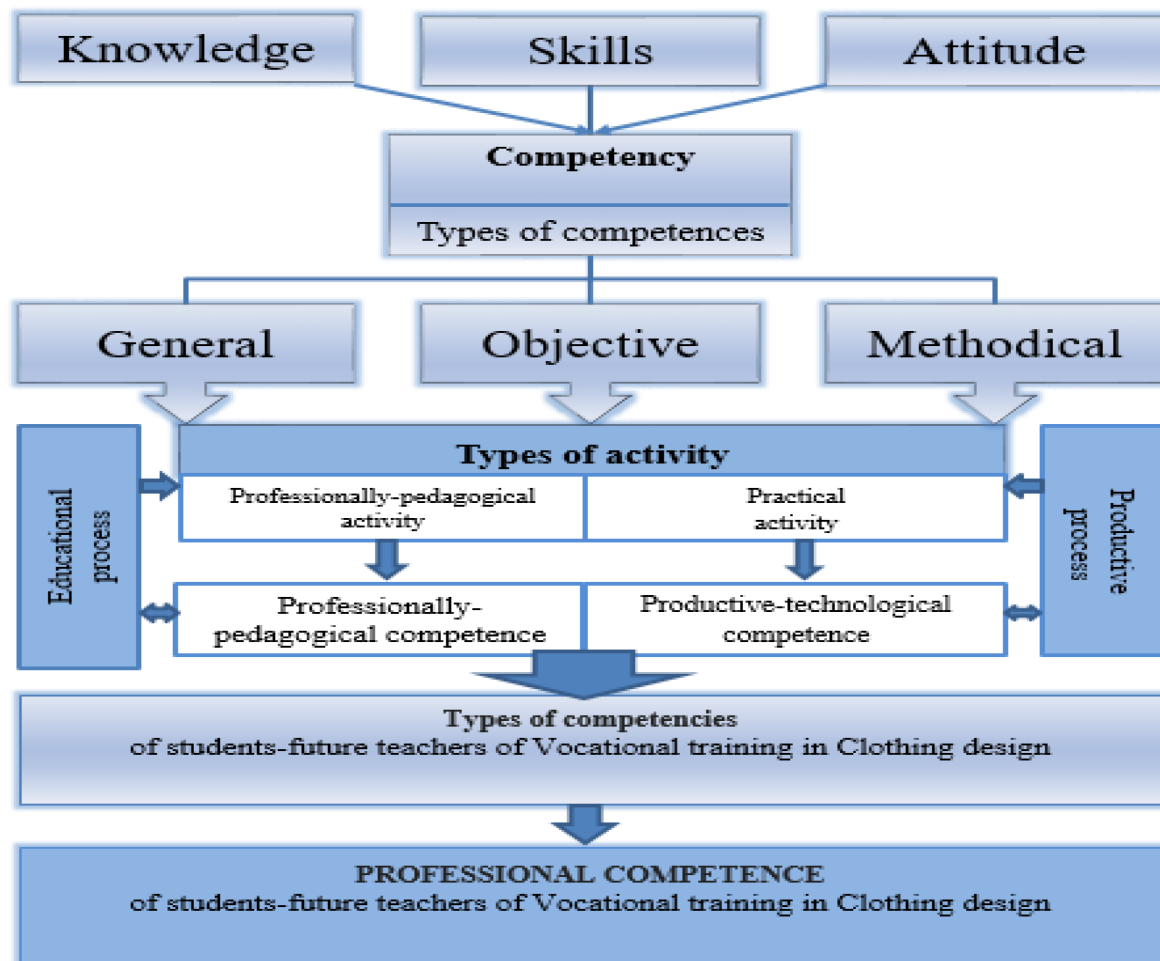 Knowledge
Skills
Attitude
Competency
Types of competences
General
Objective
Methodical
Educational
process
Types of activity
Professionally-pedagogical
activity
Practical
activity
Professionally-
pedagogical competence
Productive-technological
competence
Productive
process
Types of competencies
of students-future teachers of Vocational training in Clothing design
PROFESSIONAL COMPETENCE
of students-future teachers of Vocational training in Clothing design